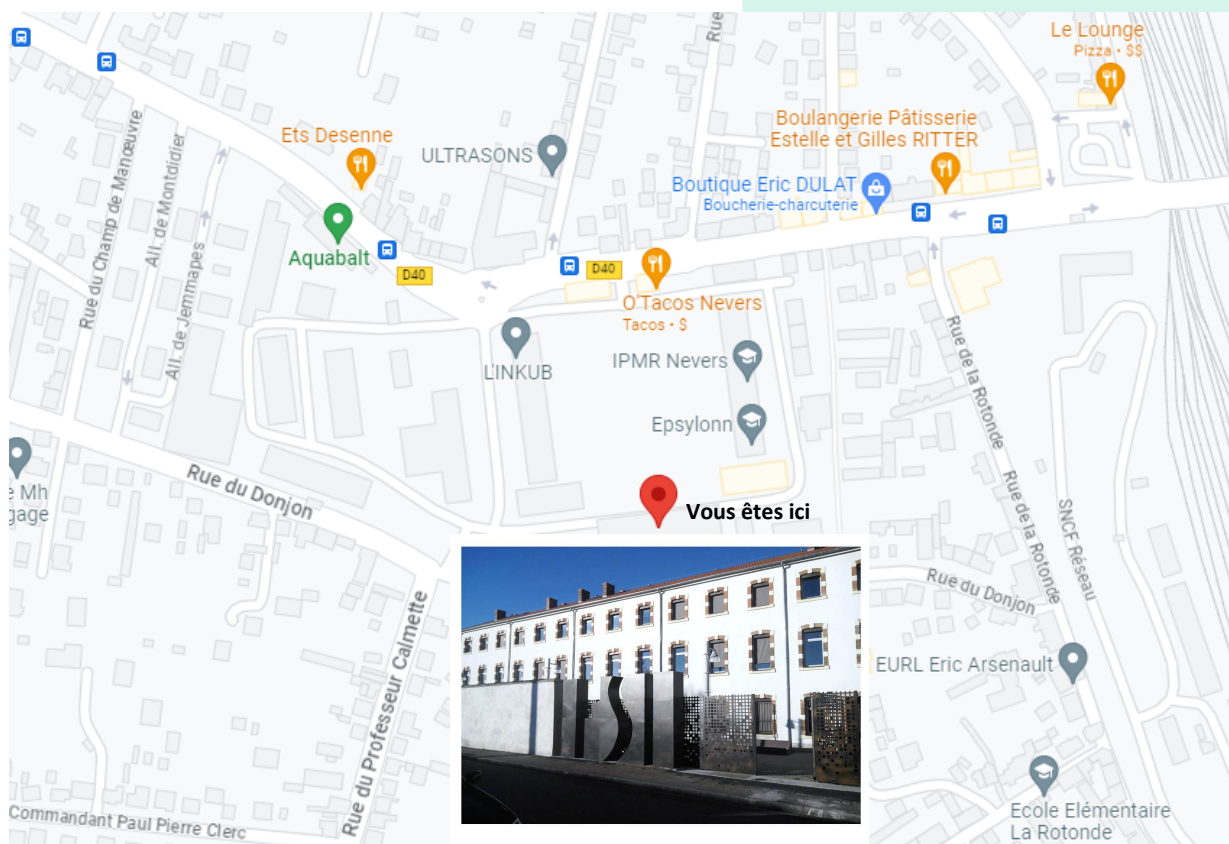 Le Lounge
Pizza • $$
Rue
Boulangerie Pâtisserie
Estelle et Gilles RITTER
Ets Desenne
ULTRASONS
Boutique Eric DULAT
Boucherie-charcuterie
Rue du Champ de Manœuvre
All. de Montdidier
All. de Jemmapes
Aquabalt
D40
D40
O'Tacos Nevers
Tacos • $
L'INKUB
IPMR Nevers
Rue de la Rotonde
Epsylonn
e Mh
gage
Rue du Donjon
Vous êtes ici
Rue de la Rotonde
SNCF Réseau
Rue du Donjon
Rue du Professeur Calmette
EURL Eric Arsenault
Commandant Paul Pierre Clerc
Ecole Elémentaire
La Rotonde